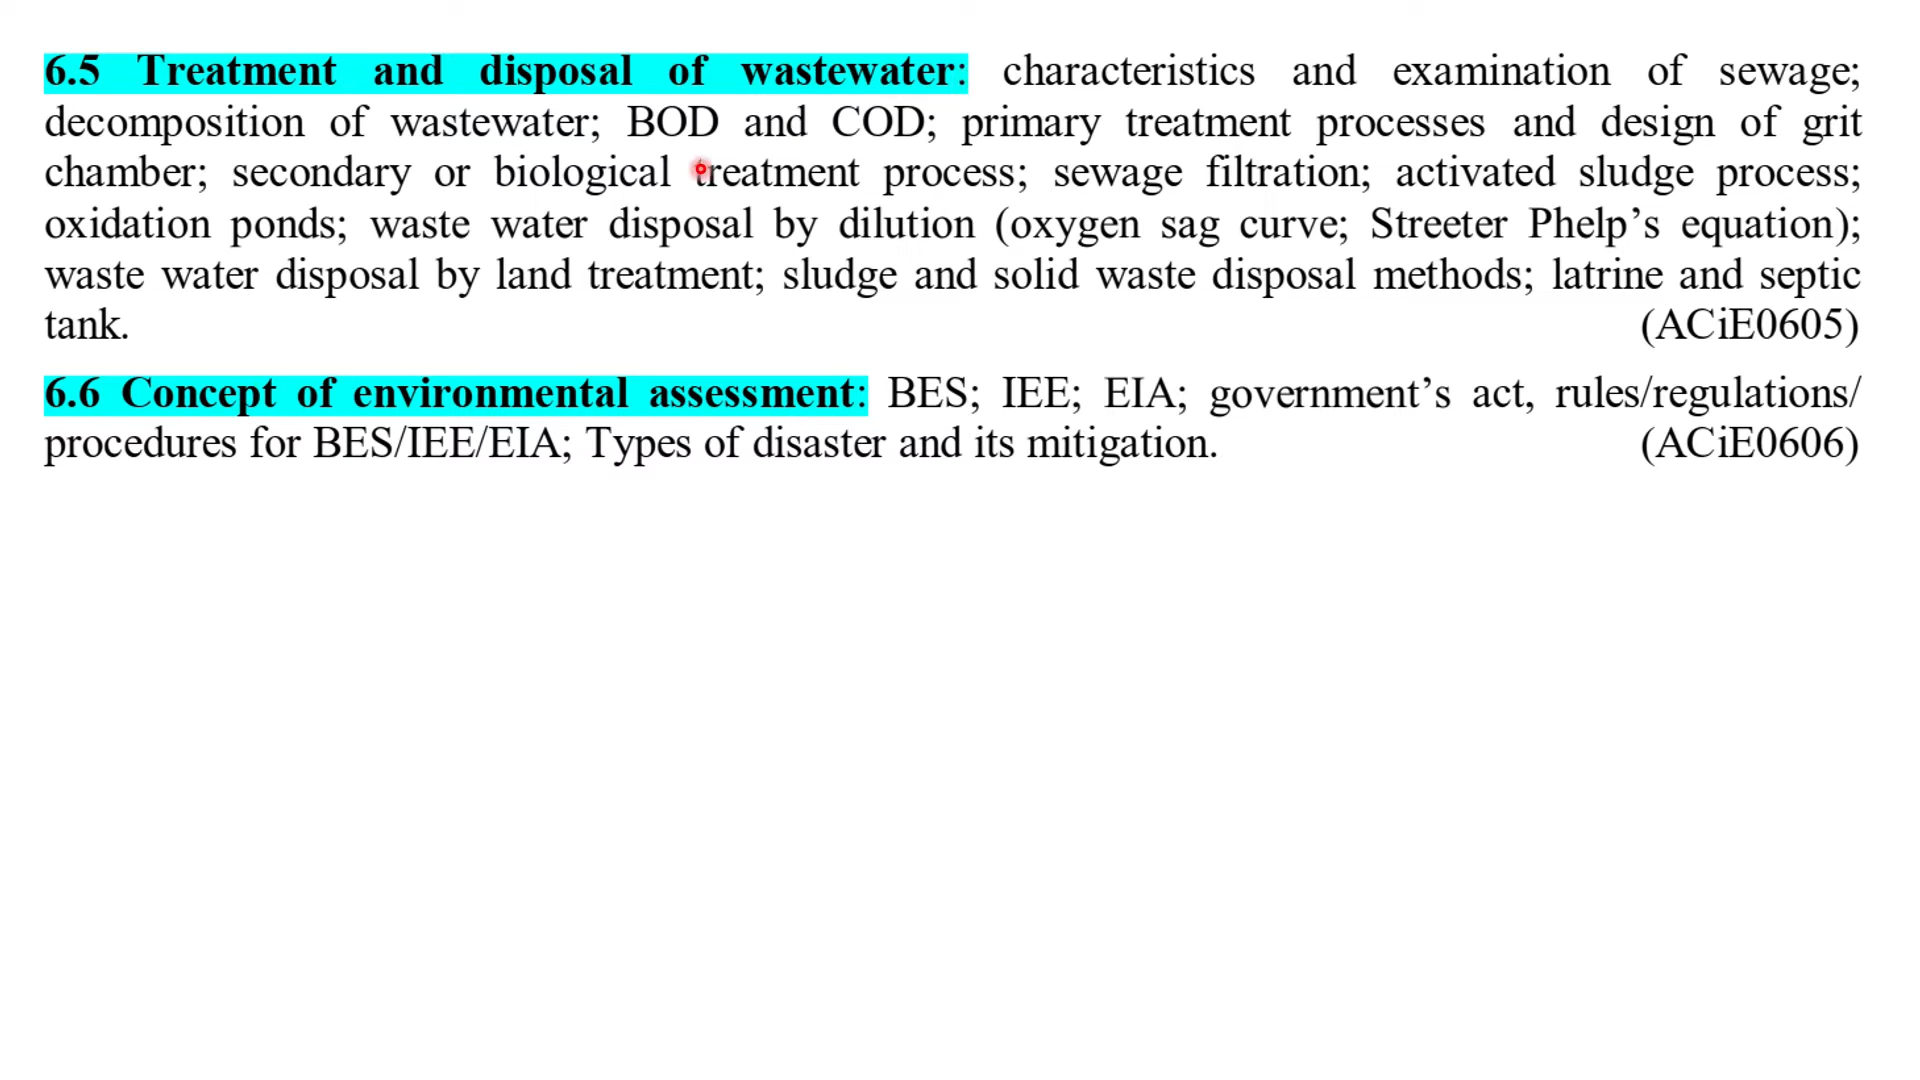 6.5 Treatment and disposal of wastewater: characteristics and examination of sewage;
decomposition of wastewater; BOD and COD; primary treatment processes and design of grit
chamber; secondary or biological treatment process; sewage filtration; activated sludge process;
oxidation ponds; waste water disposal by dilution (oxygen sag curve; Streeter Phelp’s equation);
waste water disposal by land treatment; sludge and solid waste disposal methods; latrine and septic
tank. (ACiE0605)
6.6 Concept of environmental assessment: BES; IEE; EIA; government’s act, rules/regulations/
procedures for BES/IEE/EIA; Types of disaster and its mitigation. (ACiE0606)